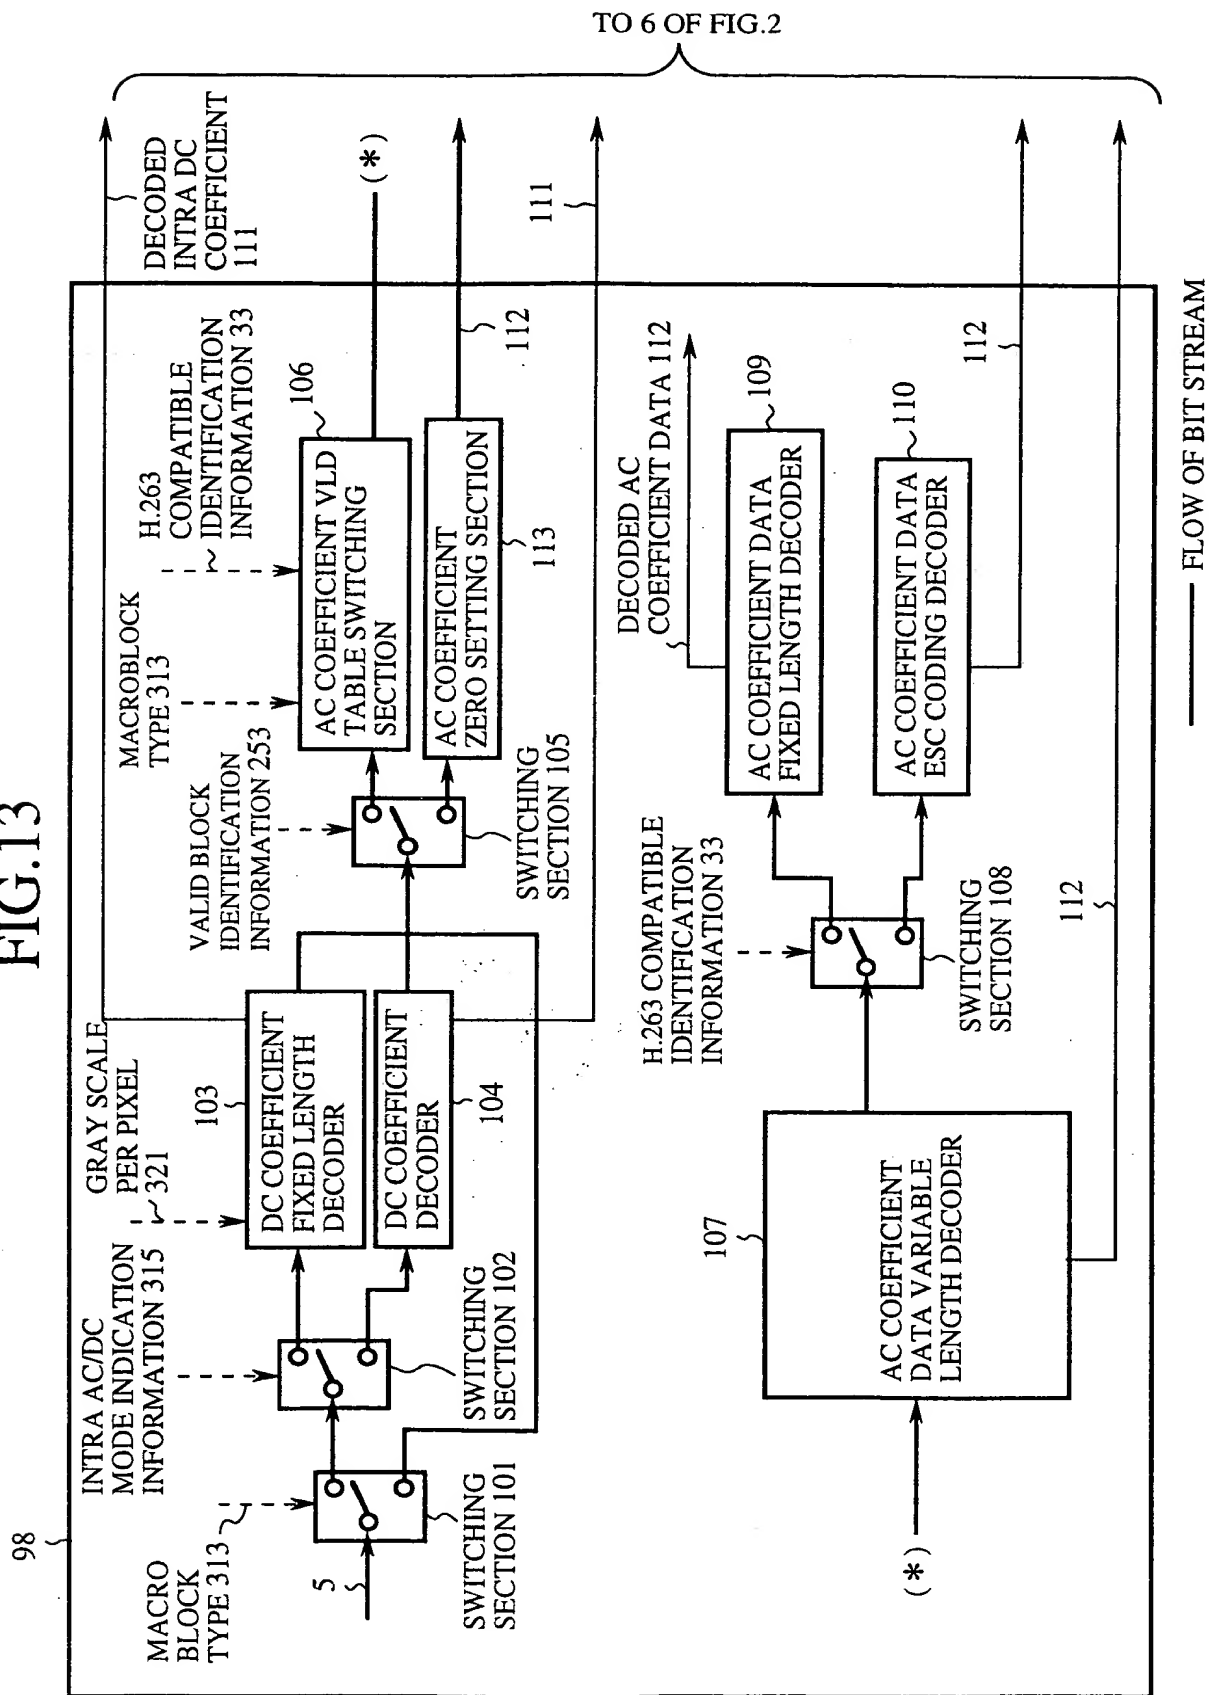 FIG.13
98
MACRO
BLOCK
TYPE 313
5
SWITCHING
SECTION 101
INTRA AC/DC
MODE INDICATION
INFORMATION 315
SWITCHING
SECTION 102
GRAY SCALE
PER PIXEL
321
103
DC COEFFICIENT
FIXED LENGTH
DECODER
DC COEFFICIENT
DECODER
104
VALID BLOCK
IDENTIFICATION
INFORMATION 253
SWITCHING
SECTION 105
MACROBLOCK
TYPE 313
H.263
COMPATIBLE
IDENTIFICATION
INFORMATION 33
106
AC COEFFICIENT VLD
TABLE SWITCHING
SECTION
AC COEFFICIENT
ZERO SETTING SECTION
113
DECODED
INTRA DC
COEFFICIENT
111
(*)
112
111
TO 6 OF FIG.2
(*)
107
AC COEFFICIENT
DATA VARIABLE
LENGTH DECODER
H.263 COMPATIBLE
IDENTIFICATION
INFORMATION 33
SWITCHING
SECTION 108
DECODED AC
COEFFICIENT DATA 112
AC COEFFICIENT DATA
FIXED LENGTH DECODER
109
AC COEFFICIENT DATA
ESC CODING DECODER
110
112
112
FLOW OF BIT STREAM